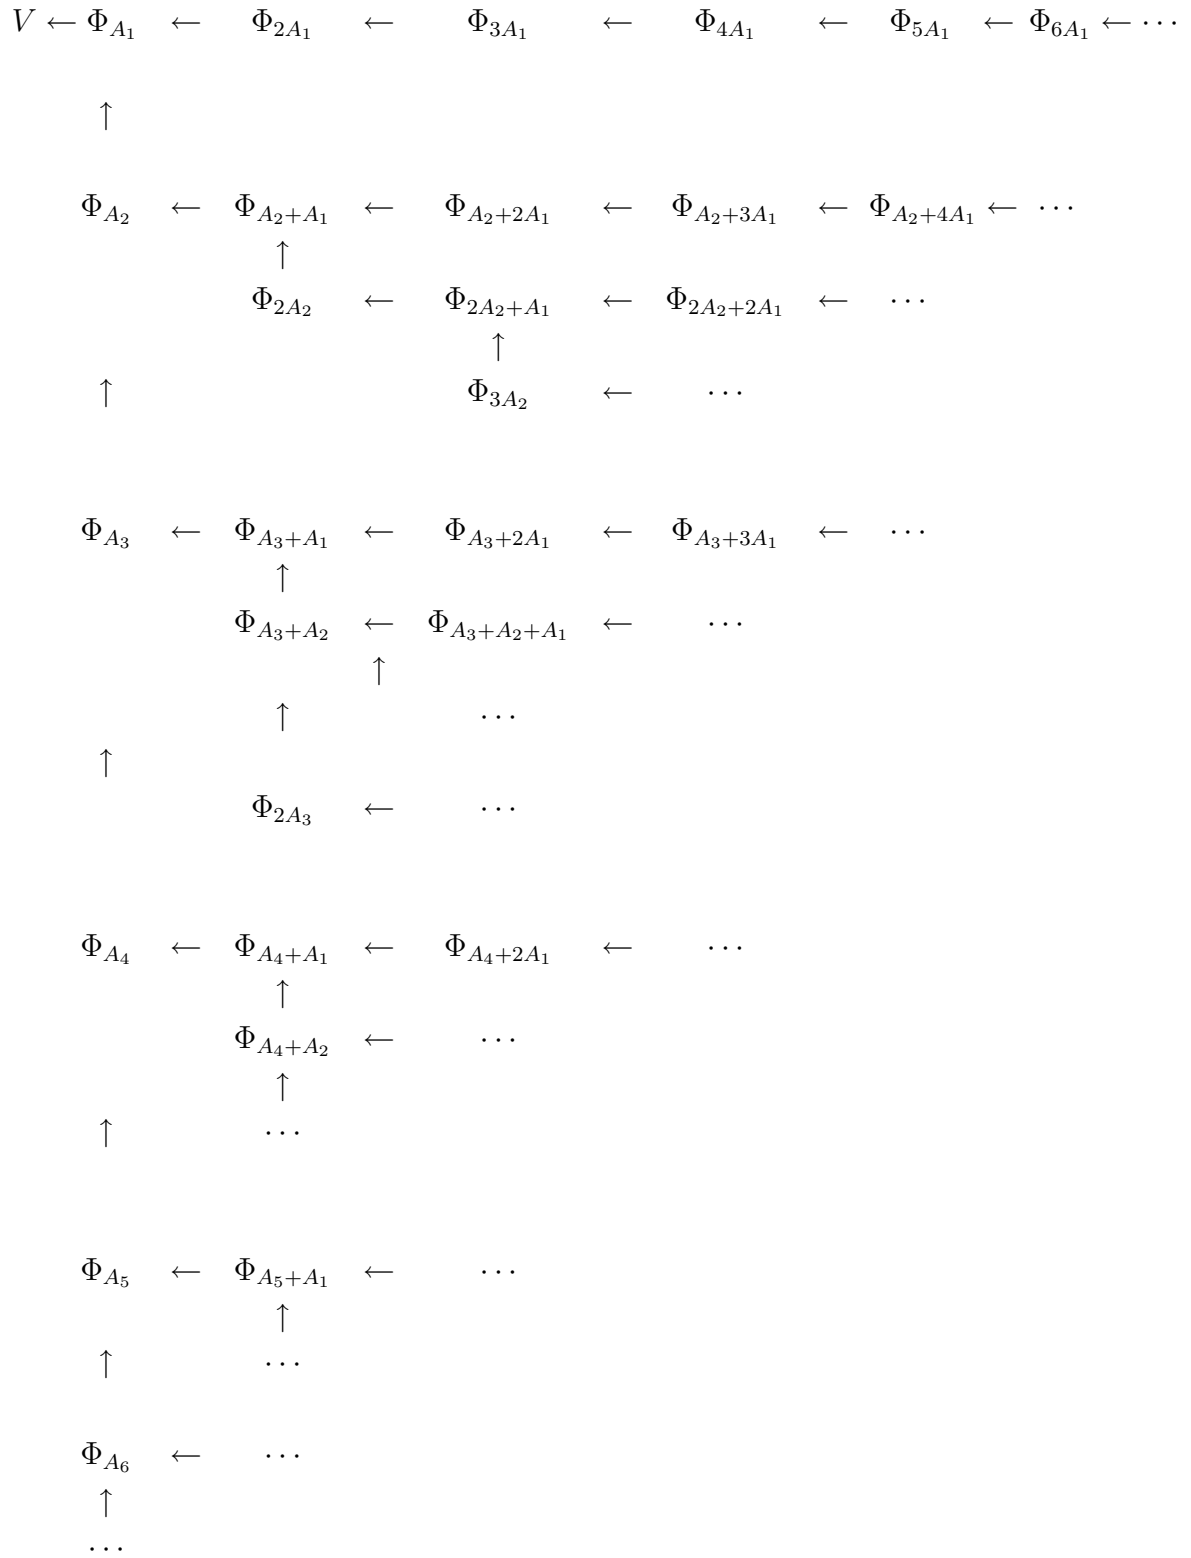 V ← Φ_{A_1} ← Φ_{2A_1} ← Φ_{3A_1} ← Φ_{4A_1} ← Φ_{5A_1} ← Φ_{6A_1} ← ⋯
↑
Φ_{A_2} ← Φ_{A_2+A_1} ← Φ_{A_2+2A_1} ← Φ_{A_2+3A_1} ← Φ_{A_2+4A_1} ← ⋯
↑
Φ_{2A_2} ← Φ_{2A_2+A_1} ← Φ_{2A_2+2A_1} ← ⋯
↑
↑ Φ_{3A_2} ← ⋯
Φ_{A_3} ← Φ_{A_3+A_1} ← Φ_{A_3+2A_1} ← Φ_{A_3+3A_1} ← ⋯
↑
Φ_{A_3+A_2} ← Φ_{A_3+A_2+A_1} ← ⋯
↑
↑ ⋯
↑
Φ_{2A_3} ← ⋯
Φ_{A_4} ← Φ_{A_4+A_1} ← Φ_{A_4+2A_1} ← ⋯
↑
Φ_{A_4+A_2} ← ⋯
↑
↑ ⋯
Φ_{A_5} ← Φ_{A_5+A_1} ← ⋯
↑
↑ ⋯
Φ_{A_6} ← ⋯
↑
⋯